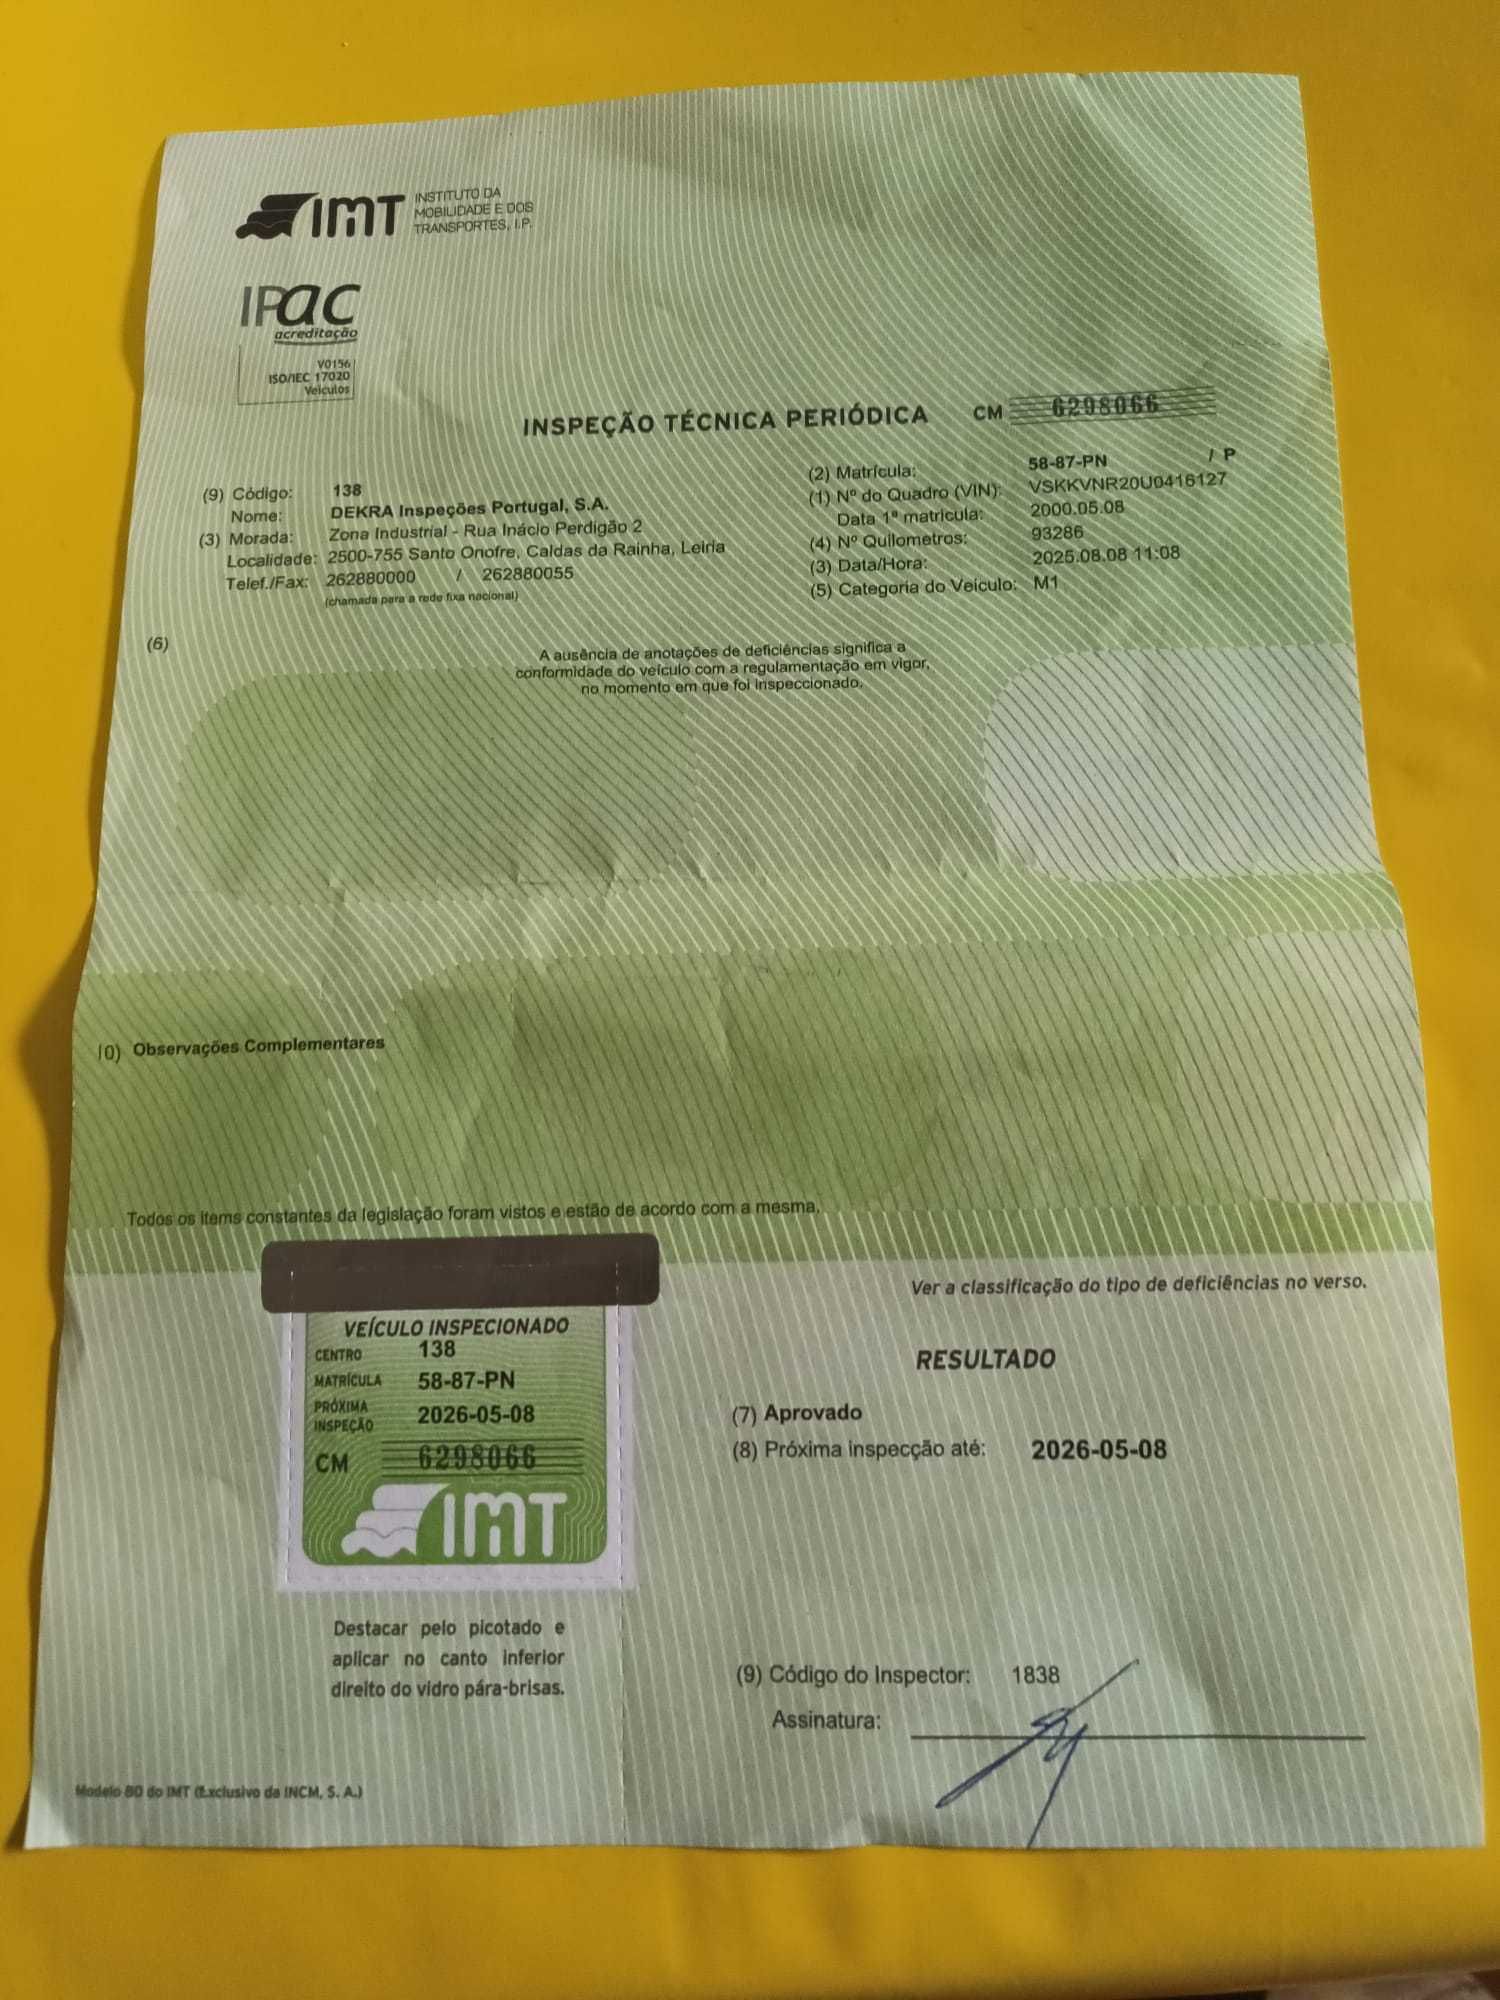 IMT INSTITUTO DA
MOBILIDADE E DOS
TRANSPORTES, I.P.
IPac
acreditação
V0156
ISO/IEC 17020
Veículos
INSPEÇÃO TÉCNICA PERIÓDICA CM 6298066
(9) Código: 138
Nome: DEKRA Inspeções Portugal, S.A.
(3) Morada: Zona Industrial - Rua Inácio Perdigão 2
Localidade: 2500-755 Santo Onofre, Caldas da Rainha, Leiria
Telef./Fax: 262880000 / 262880055
(chamada para a rede fixa nacional)
(2) Matrícula: 58-87-PN / P
(1) Nº do Quadro (VIN): VSKKVNR20U0416127
Data 1ª matricula: 2000.05.08
(4) Nº Quilometros: 93286
(3) Data/Hora: 2025.08.08 11:08
(5) Categoria do Veículo: M1
(6)
A ausência de anotações de deficiências significa a
conformidade do veículo com a regulamentação em vigor,
no momento em que foi inspeccionado.
10) Observações Complementares
Todos os items constantes da legislação foram vistos e estão de acordo com a mesma.
VEÍCULO INSPECIONADO
CENTRO 138
MATRÍCULA 58-87-PN
PRÓXIMA
INSPEÇÃO 2026-05-08
CM 6298066
IMT
Destacar pelo picotado e
aplicar no canto inferior
direito do vidro pára-brisas.
Ver a classificação do tipo de deficiências no verso.
RESULTADO
(7) Aprovado
(8) Próxima inspecção até: 2026-05-08
(9) Código do Inspector: 1838
Assinatura:
Modelo 80 do IMT (Exclusivo da INCM, S. A.)